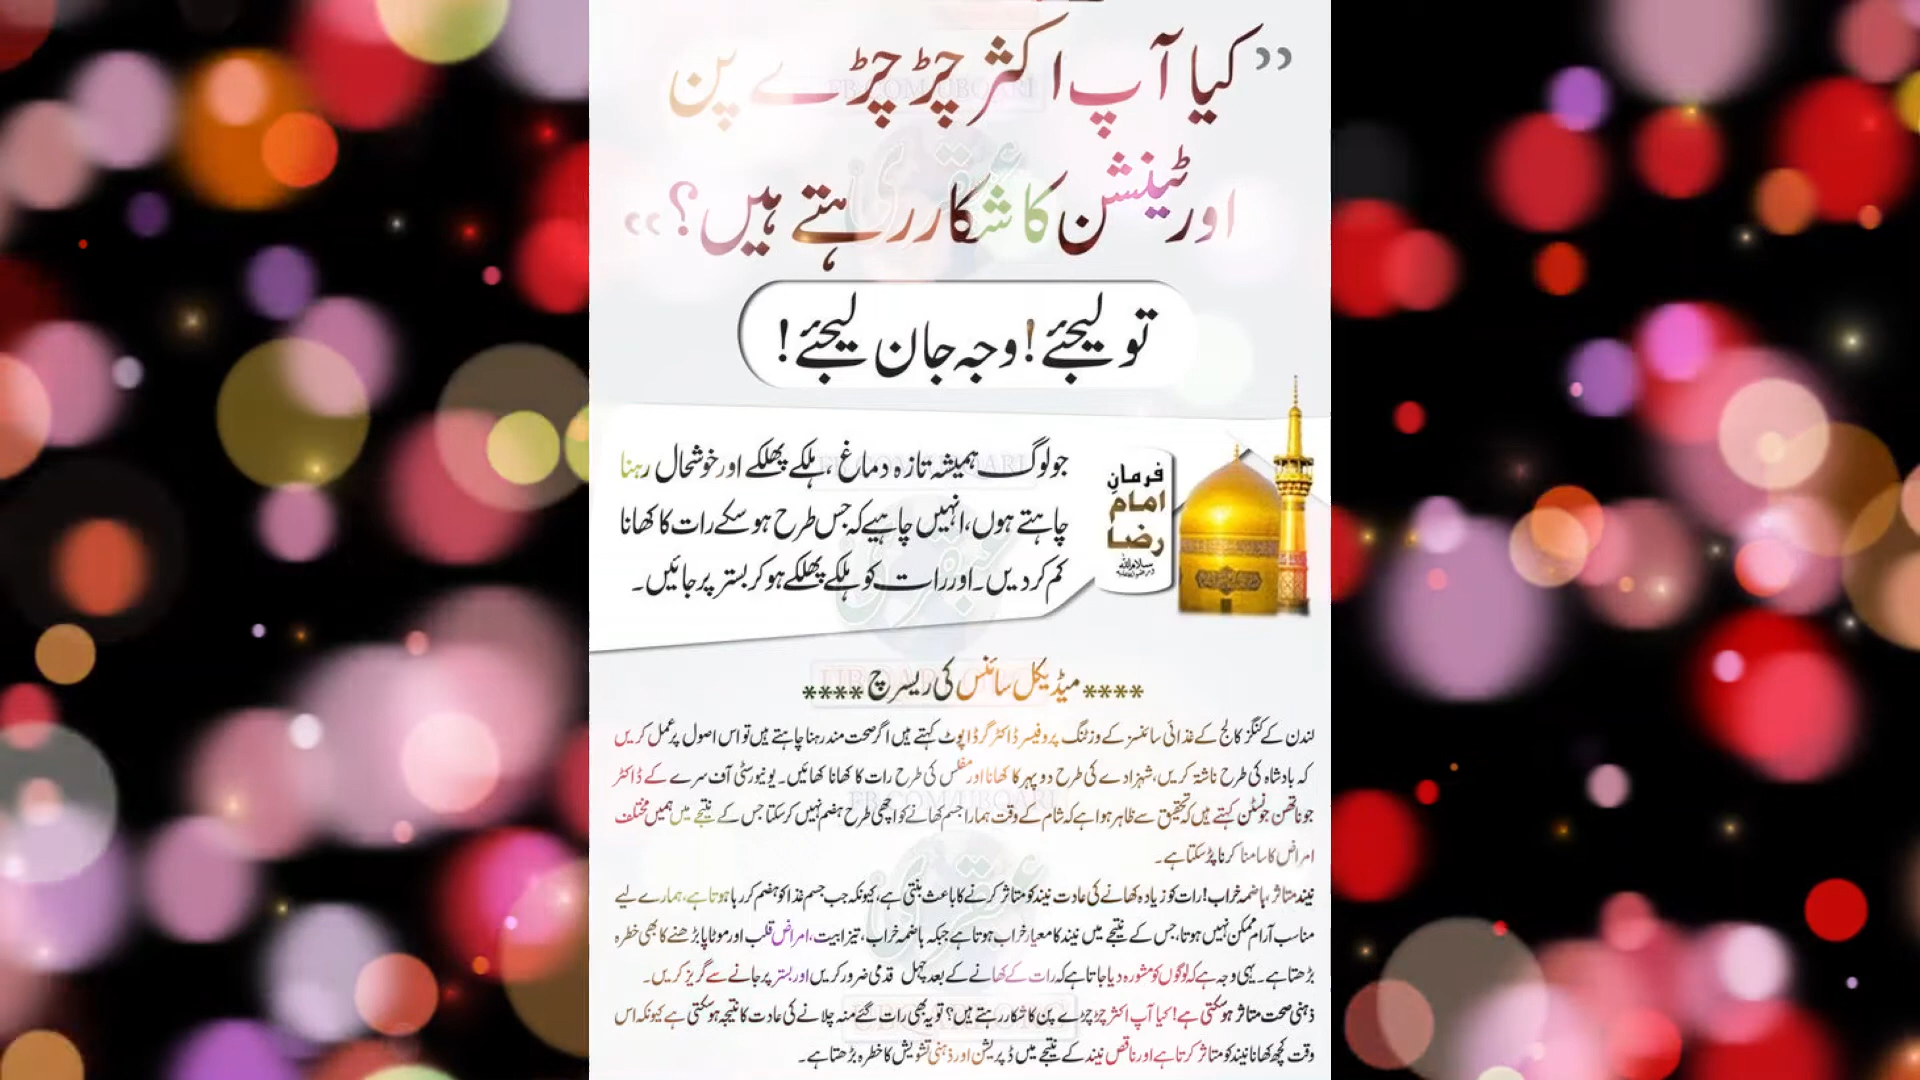 ” کیا آپ اکثر چڑچڑے پن
اور ٹینشن کا شکار رہتے ہیں؟ “
تو لیجئے! وجہ جان لیجئے!
فرمانِ
امام
رضا
جو لوگ ہمیشہ تازہ دماغ ، ہلکے پھلکے اور خوشحال رہنا
چاہتے ہوں، انہیں چاہیے کہ جس طرح ہو سکے رات کا کھانا
کم کر دیں۔ اور رات کو ہلکے پھلکے ہو کر بستر پر جائیں۔
****میڈیکل سائنس کی ریسرچ****
لندن کے کنگز کالج کے غذائی سائنسز کے وزٹنگ پروفیسر ڈاکٹر گرڈا پوٹ کہتے ہیں اگر صحت مند رہنا چاہتے ہیں تو اس اصول پر عمل کریں
کہ بادشاہ کی طرح ناشتہ کریں، شہزادے کی طرح دوپہر کا کھانا اور مفلس کی طرح رات کا کھانا کھائیں۔ یونیورسٹی آف سرے کے ڈاکٹر
جوناتھن جونسٹن کہتے ہیں کہ تحقیق سے ظاہر ہوا ہے کہ شام کے وقت ہمارا جسم کھانے کو اچھی طرح ہضم نہیں کر سکتا جس کے نتیجے میں ہمیں مختلف
امراض کا سامنا کرنا پڑ سکتا ہے۔
نیند متاثر، ہاضمہ خراب! رات کو زیادہ کھانے کی عادت نیند کو متاثر کرنے کا باعث بنتی ہے، کیونکہ جب جسم غذا کو ہضم کر رہا ہوتا ہے، ہمارے لیے
مناسب آرام ممکن نہیں ہوتا، جس کے نتیجے میں نیند کا معیار خراب ہوتا ہے جبکہ ہاضمہ خراب، تیزابیت، امراض قلب اور موٹاپا بڑھنے کا بھی خطرہ
بڑھتا ہے۔ یہی وجہ ہے کہ لوگوں کو مشورہ دیا جاتا ہے کہ رات کے کھانے کے بعد چہل قدمی ضرور کریں اور بستر پر جانے سے گریز کریں۔
ذہنی صحت متاثر ہو سکتی ہے! کیا آپ اکثر چڑچڑے پن کا شکار رہتے ہیں؟ تو یہ بھی رات گئے منہ چلانے کی عادت کا نتیجہ ہو سکتی ہے کیونکہ اس
وقت کچھ کھانا نیند کو متاثر کرتا ہے اور ناقص نیند کے نتیجے میں ڈپریشن اور ذہنی تشویش کا خطرہ بڑھتا ہے۔